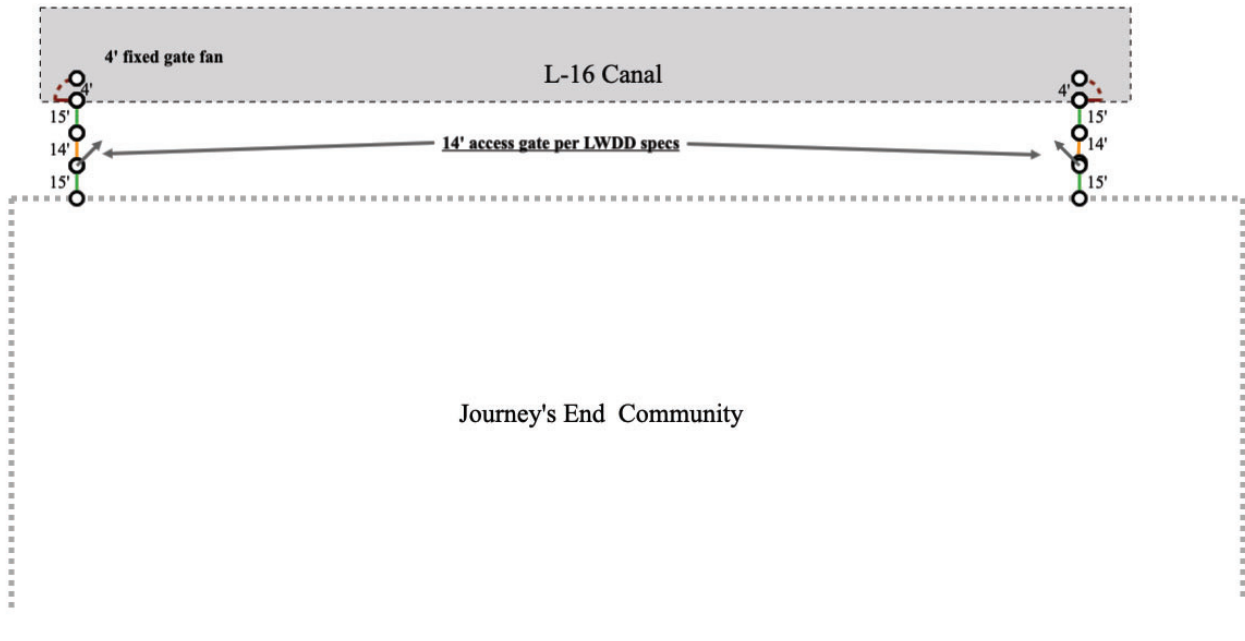 4' fixed gate fan
L-16 Canal
4'
4'
15'
15'
14'
14' access gate per LWDD specs
14'
15'
15'
Journey's End  Community